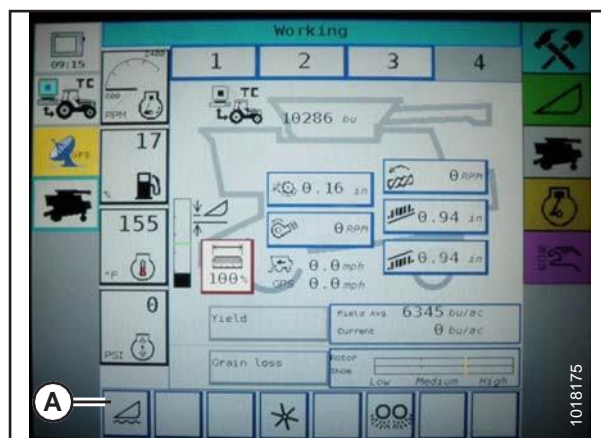 Working
09:15
2400
600
RPM
TC
GPS
1 2 3 4
TC
10286 bu
17
%
0.16 in
0 RPM
0 RPM
0.94 in
155
°F
100%
0.0 mph
GPS 0.0 mph
0.94 in
0
PSI
Yield
Field Avg. 6345 bu/ac
Current 0 bu/ac
Grain loss
Rotor
Shoe
Low Medium High
A
1018175